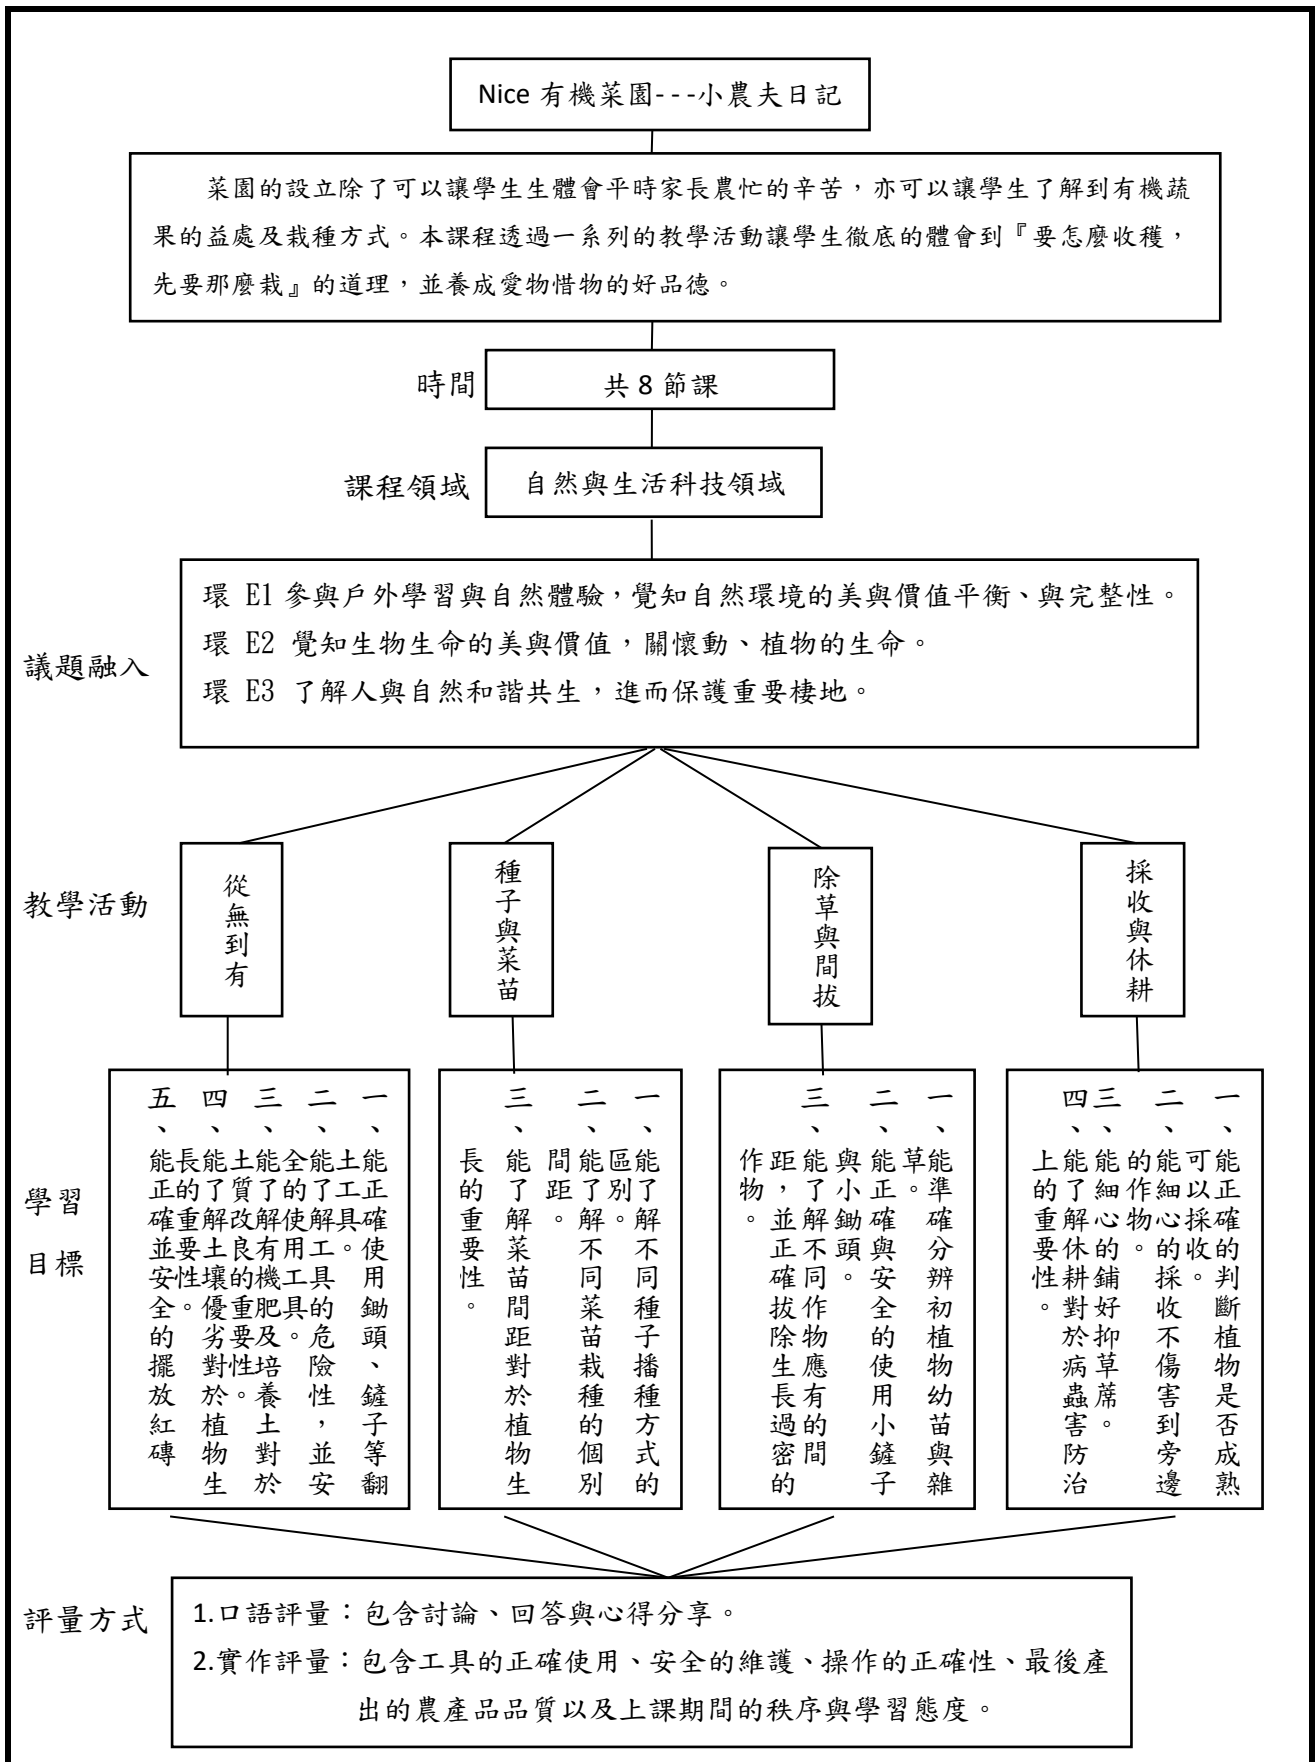 Nice 有機菜園---小農夫日記
菜園的設立除了可以讓學生生體會平時家長農忙的辛苦，亦可以讓學生了解到有機蔬
果的益處及栽種方式。本課程透過一系列的教學活動讓學生徹底的體會到『要怎麼收穫，
先要那麼栽』的道理，並養成愛物惜物的好品德。
時間
共 8 節課
課程領域
自然與生活科技領域
議題融入
環 E1 參與戶外學習與自然體驗，覺知自然環境的美與價值平衡、與完整性。
環 E2 覺知生物生命的美與價值，關懷動、植物的生命。
環 E3 了解人與自然和諧共生，進而保護重要棲地。
教學活動
從無到有
種子與菜苗
除草與間拔
採收與休耕
學習
目標
一、能正確使用鋤頭、鏟子等翻
土工具。
二、能了解工具的危險性，並安
全的使用工具。
三、能了解有機肥及培養土對於
土質改良的重要性。
四、能了解土壤優劣對於植物生
長的重要性。
五、能正確並安全的擺放紅磚
一、能了解不同種子播種方式的
區別。
二、能了解不同菜苗栽種的個別
間距。
三、能了解菜苗間距對於植物生
長的重要性。
一、能準確分辨初植物幼苗與雜
草。
二、能正確與安全的使用小鏟子
與小鋤頭。
三、能了解不同作物應有的間
距，並正確拔除生長過密的
作物。
一、能正確的判斷植物是否成熟
可以採收。
二、能細心的採收不傷害到旁邊
的作物。
三、能細心的鋪好抑草蓆。
四、能了解休耕對於病蟲害防治
上的重要性。
評量方式
1.口語評量：包含討論、回答與心得分享。
2.實作評量：包含工具的正確使用、安全的維護、操作的正確性、最後產
出的農產品品質以及上課期間的秩序與學習態度。